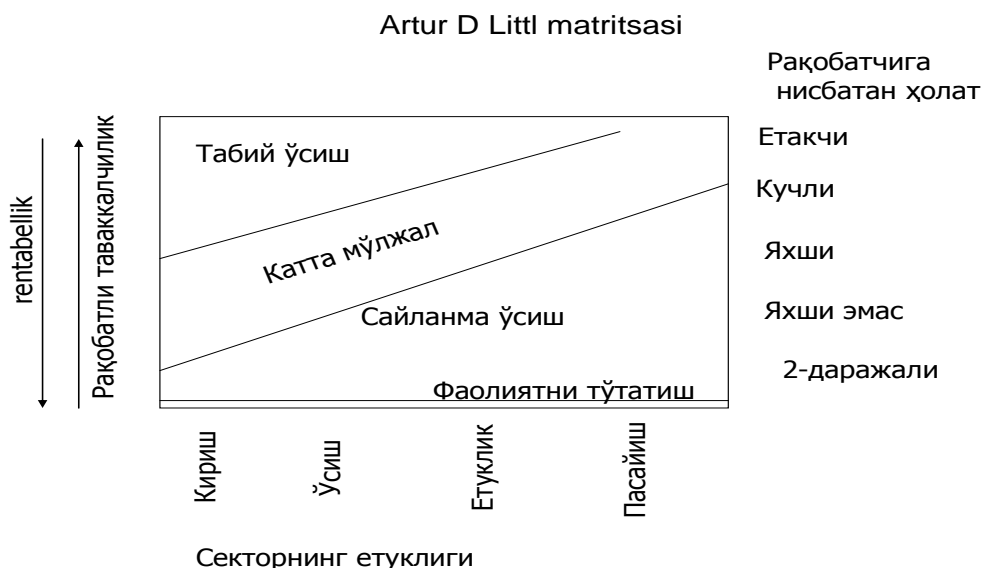 Artur D Littl matritsasi
Рақобатчига
нисбатан ҳолат
rentabellik
Рақобатли таваккалчилик
Табий ўсиш
Катта мўлжал
Сайланма ўсиш
Фаолиятни тўтатиш
Етакчи
Кучли
Яхши
Яхши эмас
2-даражали
Кириш
Ўсиш
Етуклик
Пасайиш
Секторнинг етуклиги